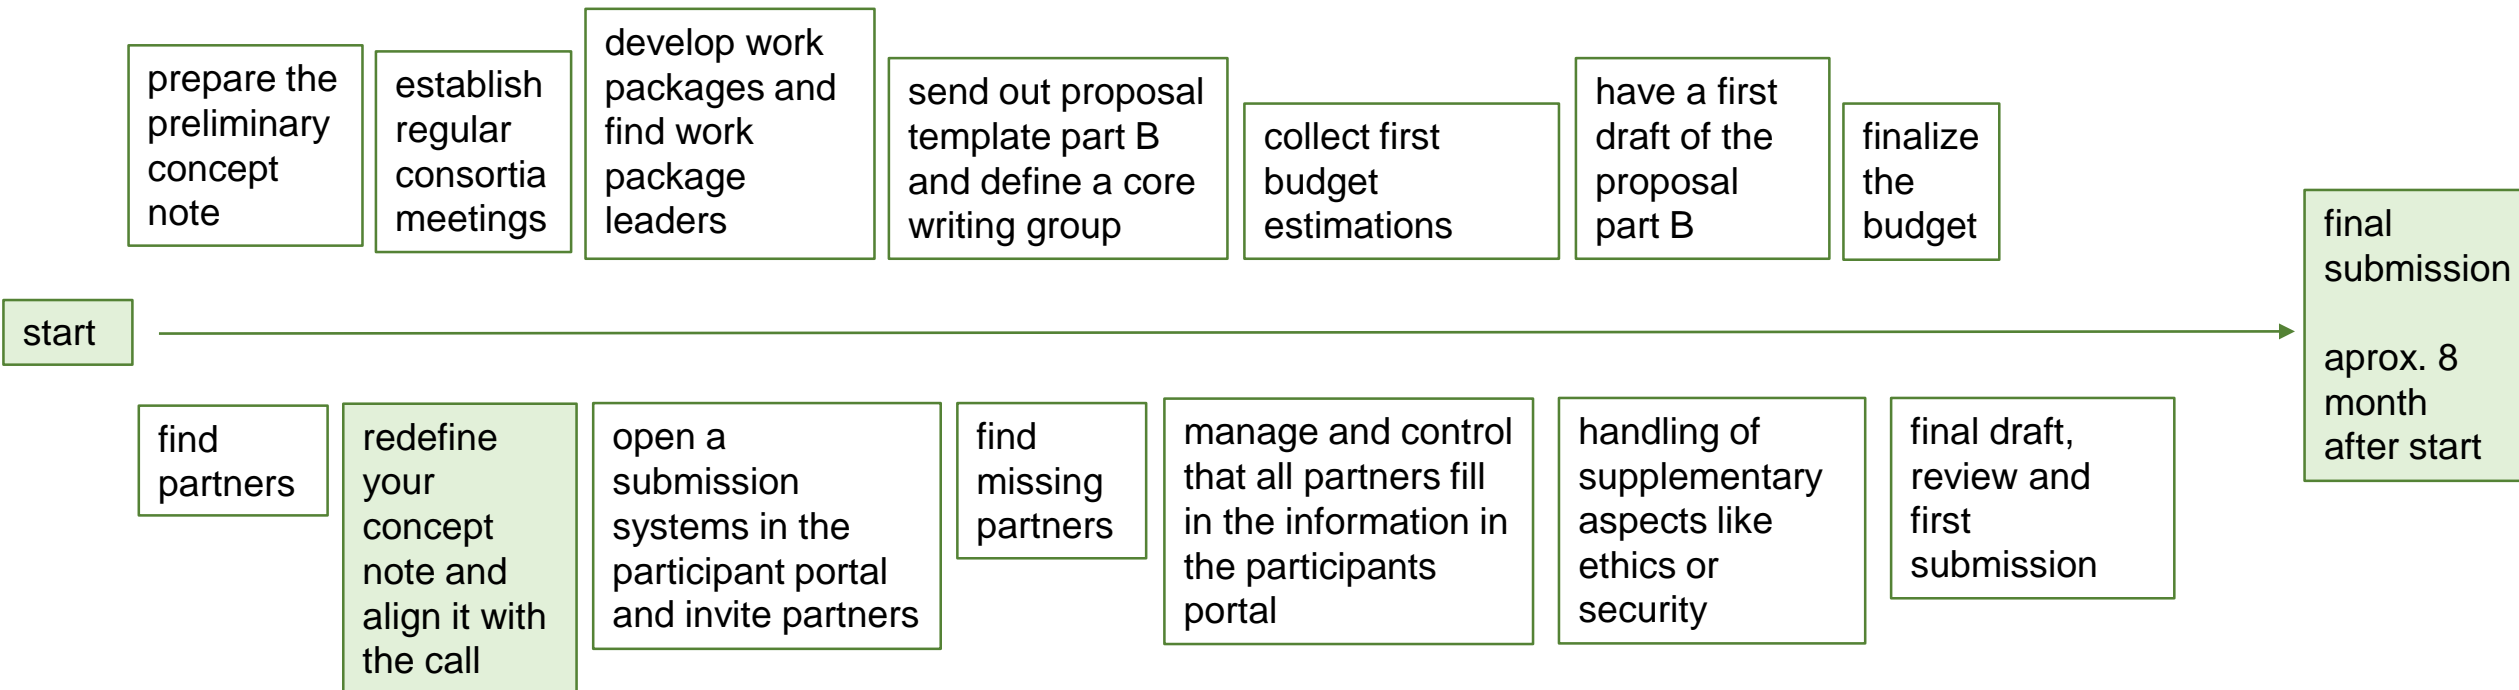 prepare the
preliminary
concept
note
establish
regular
consortia
meetings
develop work
packages and
find work
package
leaders
send out proposal
template part B
and define a core
writing group
collect first
budget
estimations
have a first
draft of the
proposal
part B
finalize
the
budget
start
final
submission
aprox. 8
month
after start
find
partners
redefine
your
concept
note and
align it with
the call
open a
submission
systems in the
participant portal
and invite partners
find
missing
partners
manage and control
that all partners fill
in the information in
the participants
portal
handling of
supplementary
aspects like
ethics or
security
final draft,
review and
first
submission